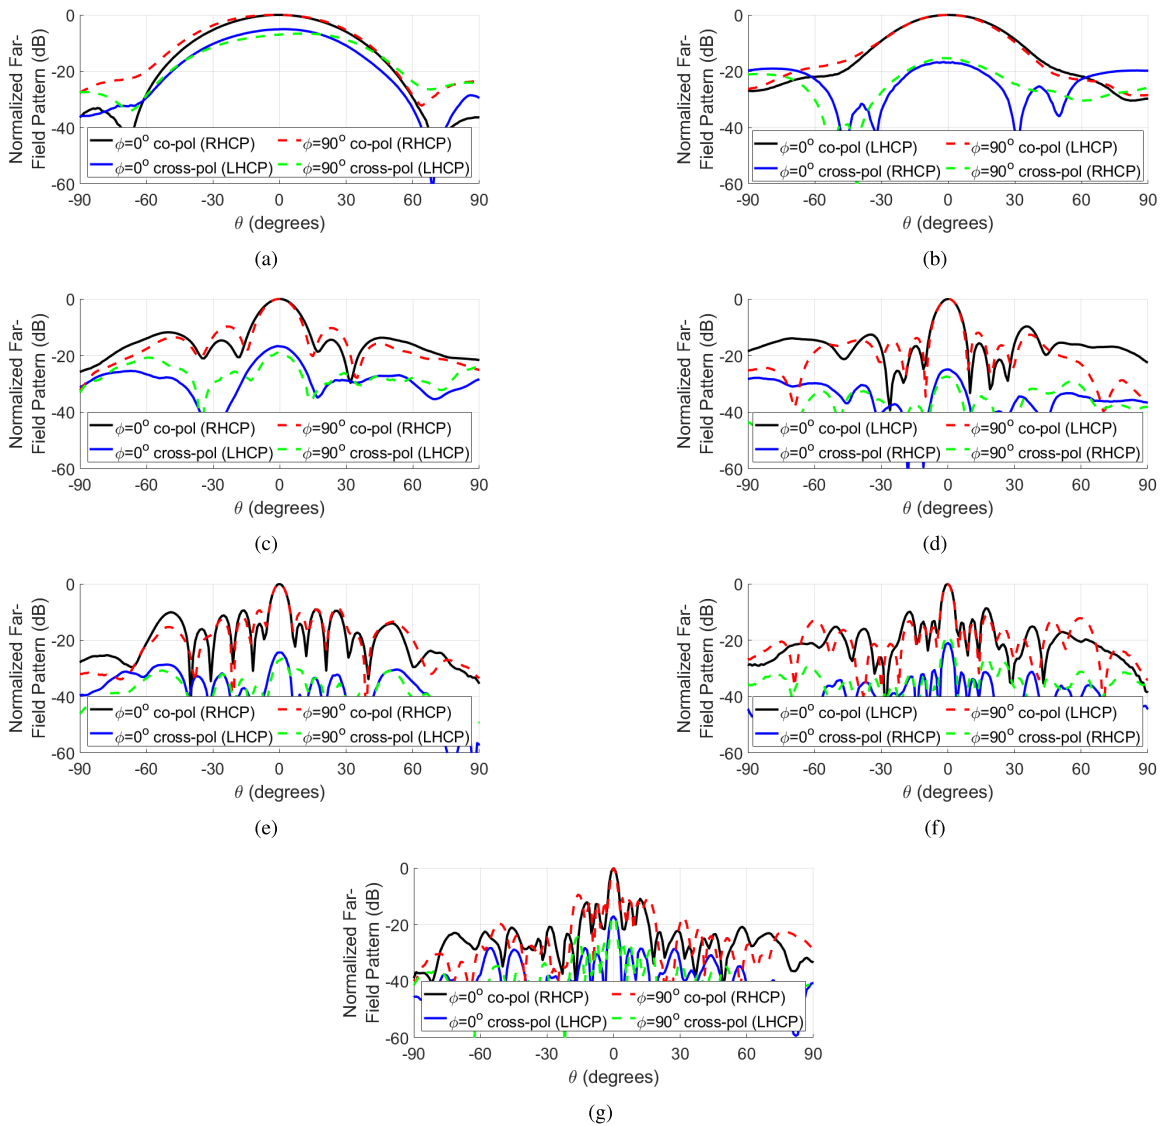 Normalized Far-
Field Pattern (dB)
0
-20
-40
-60
ϕ=0° co-pol (RHCP)
ϕ=90° co-pol (RHCP)
ϕ=0° cross-pol (LHCP)
ϕ=90° cross-pol (LHCP)
-90 -60 -30 0 30 60 90
θ (degrees)
(a)
Normalized Far-
Field Pattern (dB)
0
-20
-40
-60
ϕ=0° co-pol (LHCP)
ϕ=90° co-pol (LHCP)
ϕ=0° cross-pol (RHCP)
ϕ=90° cross-pol (RHCP)
-90 -60 -30 0 30 60 90
θ (degrees)
(b)
Normalized Far-
Field Pattern (dB)
0
-20
-40
-60
ϕ=0° co-pol (RHCP)
ϕ=90° co-pol (RHCP)
ϕ=0° cross-pol (LHCP)
ϕ=90° cross-pol (LHCP)
-90 -60 -30 0 30 60 90
θ (degrees)
(c)
Normalized Far-
Field Pattern (dB)
0
-20
-40
-60
ϕ=0° co-pol (LHCP)
ϕ=90° co-pol (LHCP)
ϕ=0° cross-pol (RHCP)
ϕ=90° cross-pol (RHCP)
-90 -60 -30 0 30 60 90
θ (degrees)
(d)
Normalized Far-
Field Pattern (dB)
0
-20
-40
-60
ϕ=0° co-pol (RHCP)
ϕ=90° co-pol (RHCP)
ϕ=0° cross-pol (LHCP)
ϕ=90° cross-pol (LHCP)
-90 -60 -30 0 30 60 90
θ (degrees)
(e)
Normalized Far-
Field Pattern (dB)
0
-20
-40
-60
ϕ=0° co-pol (LHCP)
ϕ=90° co-pol (LHCP)
ϕ=0° cross-pol (RHCP)
ϕ=90° cross-pol (RHCP)
-90 -60 -30 0 30 60 90
θ (degrees)
(f)
Normalized Far-
Field Pattern (dB)
0
-20
-40
-60
ϕ=0° co-pol (RHCP)
ϕ=90° co-pol (RHCP)
ϕ=0° cross-pol (LHCP)
ϕ=90° cross-pol (LHCP)
-90 -60 -30 0 30 60 90
θ (degrees)
(g)